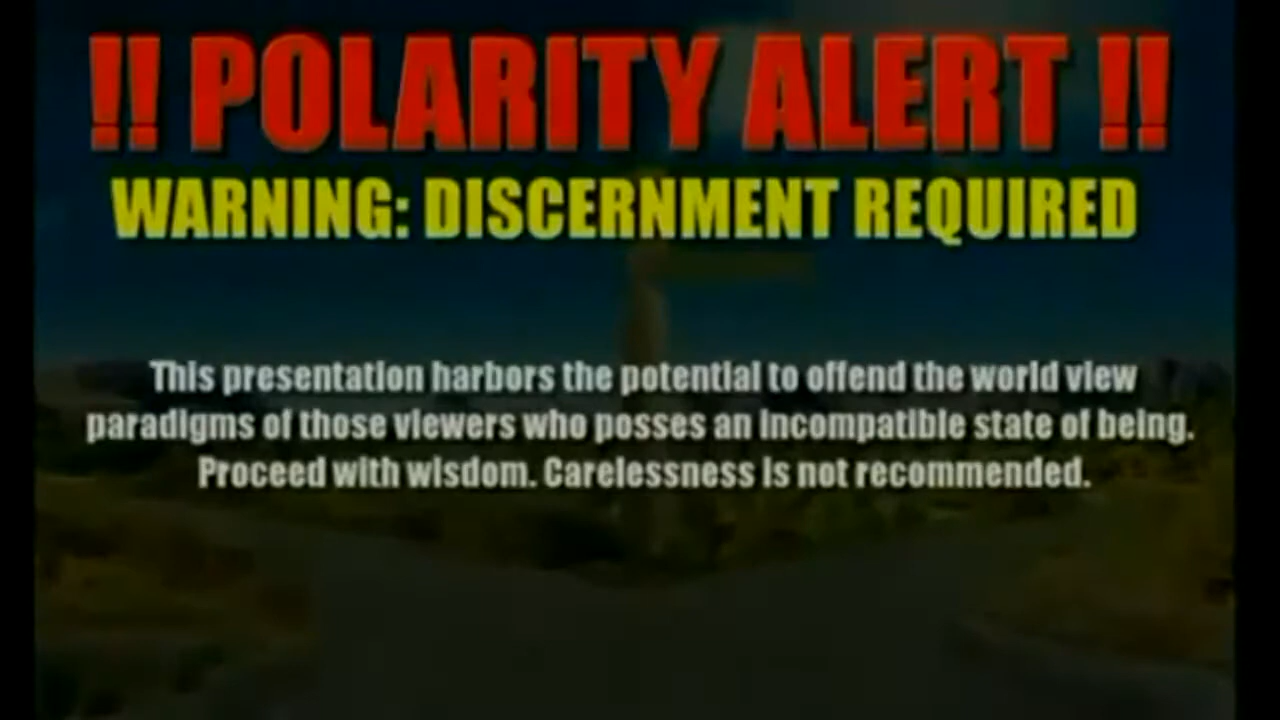 !! POLARITY ALERT !!
WARNING: DISCERNMENT REQUIRED
This presentation harbors the potential to offend the world view
paradigms of those viewers who posses an incompatible state of being.
Proceed with wisdom. Carelessness is not recommended.